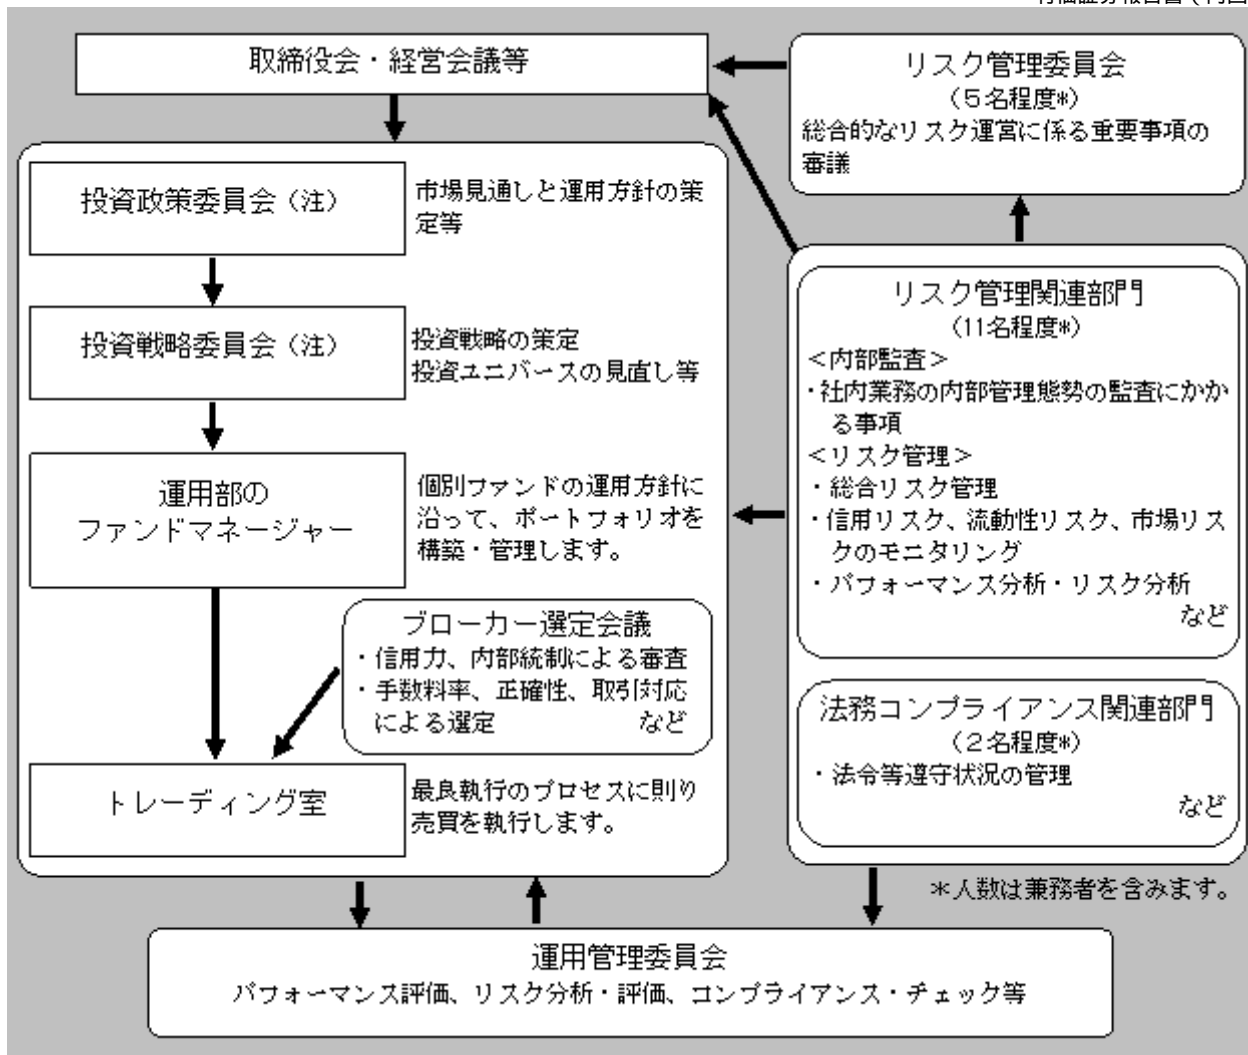 取締役会・経営会議等
リスク管理委員会
(5名程度*)
総合的なリスク運営に係る重要事項の
審議
投資政策委員会(注)
市場見通しと運用方針の策
定等
投資戦略委員会(注)
投資戦略の策定
投資ユニバースの見直し等
運用部の
ファンドマネージャー
個別ファンドの運用方針に
沿って、ポートフォリオを
構築・管理します。
ブローカー選定会議
・信用力、内部統制による審査
・手数料率、正確性、取引対応
による選定 など
トレーディング室
最良執行のプロセスに則り
売買を執行します。
リスク管理関連部門
(11名程度*)
<内部監査>
・社内業務の内部管理態勢の監査にかか
る事項
<リスク管理>
・総合リスク管理
・信用リスク、流動性リスク、市場リス
クのモニタリング
・パフォーマンス分析・リスク分析
など
法務コンプライアンス関連部門
(2名程度*)
・法令等遵守状況の管理
など
*人数は兼務者を含みます。
運用管理委員会
パフォーマンス評価、リスク分析・評価、コンプライアンス・チェック等